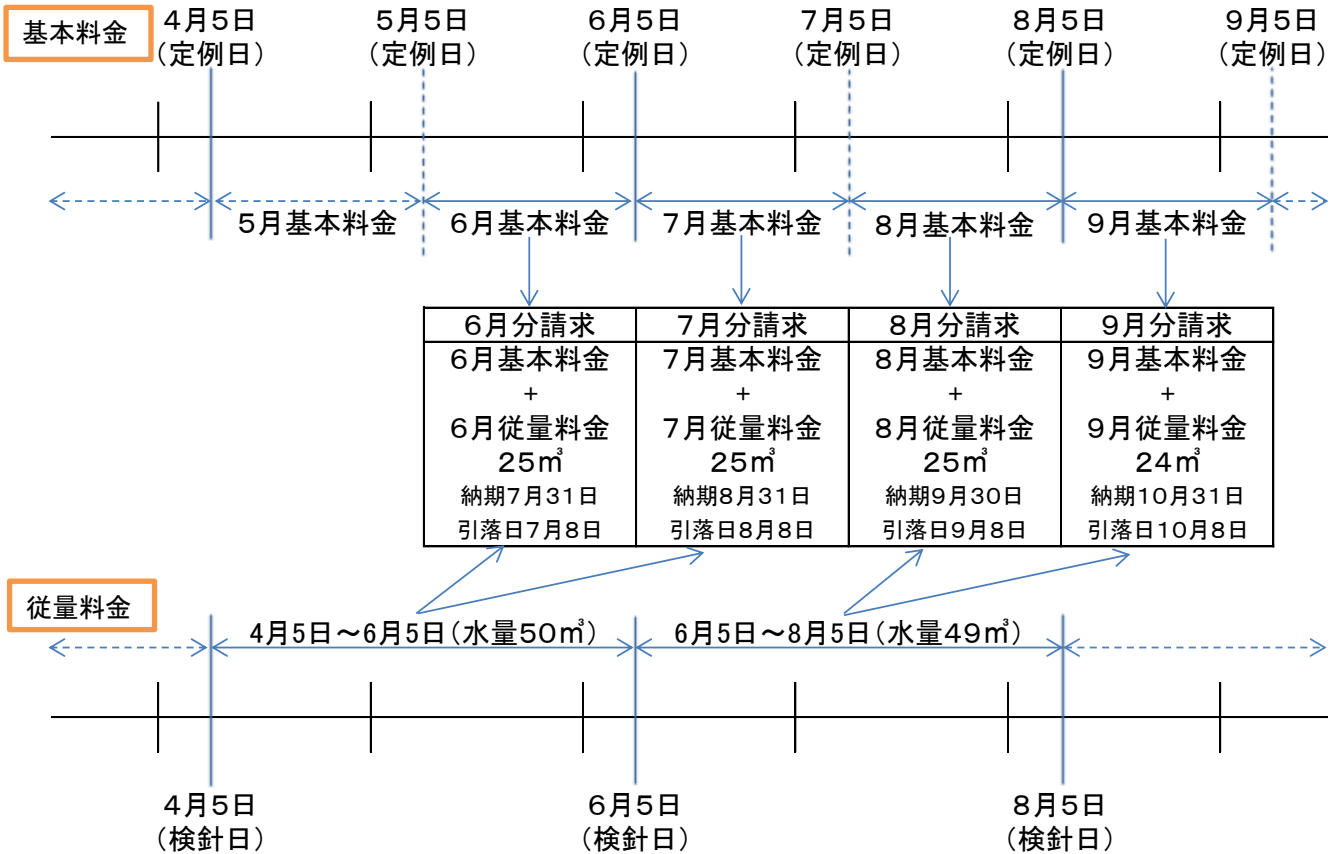 基本料金
4月5日
（定例日）
5月5日
（定例日）
6月5日
（定例日）
7月5日
（定例日）
8月5日
（定例日）
9月5日
（定例日）
5月基本料金
6月基本料金
7月基本料金
8月基本料金
9月基本料金
6月分請求
6月基本料金
+
6月従量料金
25㎥
納期7月31日
引落日7月8日
7月分請求
7月基本料金
+
7月従量料金
25㎥
納期8月31日
引落日8月8日
8月分請求
8月基本料金
+
8月従量料金
25㎥
納期9月30日
引落日9月8日
9月分請求
9月基本料金
+
9月従量料金
24㎥
納期10月31日
引落日10月8日
従量料金
4月5日～6月5日（水量50㎥）
6月5日～8月5日（水量49㎥）
4月5日
（検針日）
6月5日
（検針日）
8月5日
（検針日）